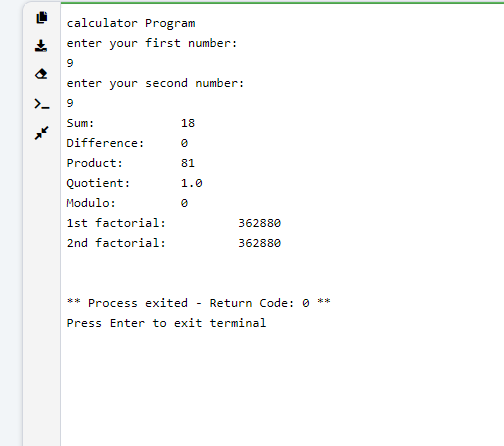 calculator Program
enter your first number:
9
enter your second number:
9
Sum: 18
Difference: 0
Product: 81
Quotient: 1.0
Modulo: 0
1st factorial: 362880
2nd factorial: 362880
** Process exited - Return Code: 0 **
Press Enter to exit terminal